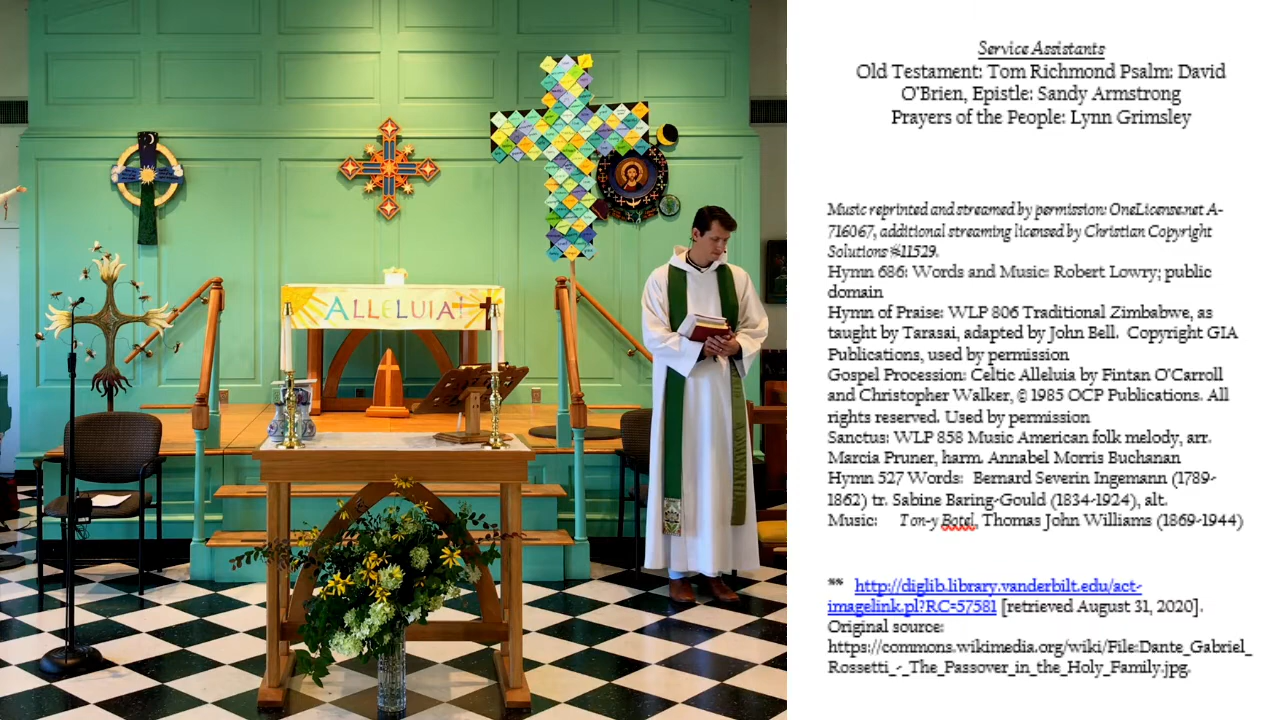 ALLELUIA!
Service Assistants
Old Testament: Tom Richmond Psalm: David
O'Brien, Epistle: Sandy Armstrong
Prayers of the People: Lynn Grimsley
Music reprinted and streamed by permission: OneLicense.net A-
716067, additional streaming licensed by Christian Copyright
Solutions #11529.
Hymn 686: Words and Music: Robert Lowry; public
domain
Hymn of Praise: WLP 806 Traditional Zimbabwe, as
taught by Tarasai, adapted by John Bell.  Copyright GIA
Publications, used by permission
Gospel Procession: Celtic Alleluia by Fintan O'Carroll
and Christopher Walker, © 1985 OCP Publications. All
rights reserved. Used by permission
Sanctus: WLP 858 Music American folk melody, arr.
Marcia Pruner, harm. Annabel Morris Buchanan
Hymn 527 Words:  Bernard Severin Ingemann (1789-
1862) tr. Sabine Baring-Gould (1834-1924), alt.
Music:    Ton-y Botel, Thomas John Williams (1869-1944)
** http://diglib.library.vanderbilt.edu/act-
imagelink.pl?RC=57581 [retrieved August 31, 2020].
Original source:
https://commons.wikimedia.org/wiki/File:Dante_Gabriel_
Rossetti_-_The_Passover_in_the_Holy_Family.jpg.